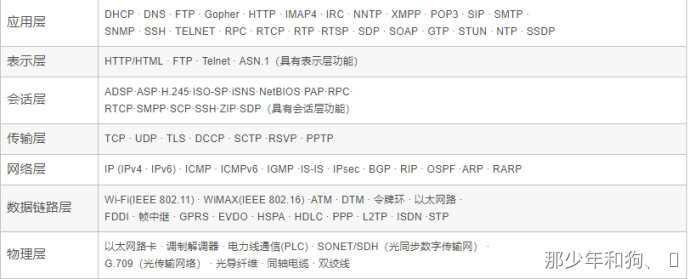 应用层
DHCP · DNS · FTP · Gopher · HTTP · IMAP4 · IRC · NNTP · XMPP · POP3 · SIP · SMTP ·
SNMP · SSH · TELNET · RPC · RTCP · RTP ·RTSP · SDP · SOAP · GTP · STUN · NTP · SSDP
表示层
HTTP/HTML · FTP · Telnet · ASN.1（具有表示层功能）
会话层
ADSP·ASP·H.245·ISO-SP·iSNS·NetBIOS·PAP·RPC·
RTCP·SMPP·SCP·SSH·ZIP·SDP（具有会话层功能）
传输层
TCP · UDP · TLS · DCCP · SCTP ·RSVP · PPTP
网络层
IP (IPv4 · IPv6) · ICMP · ICMPv6 · IGMP ·IS-IS · IPsec · BGP · RIP · OSPF ·ARP · RARP
数据链路层
Wi-Fi(IEEE 802.11) · WiMAX(IEEE 802.16) ·ATM · DTM · 令牌环 · 以太网路 ·
FDDI · 帧中继 · GPRS · EVDO · HSPA · HDLC · PPP · L2TP · ISDN ·STP
物理层
以太网路卡 · 调制解调器 · 电力线通信(PLC) · SONET/SDH（光同步数字传输网） ·
G.709（光传输网络） · 光导纤维 · 同轴电缆 · 双绞线
那少年和狗、